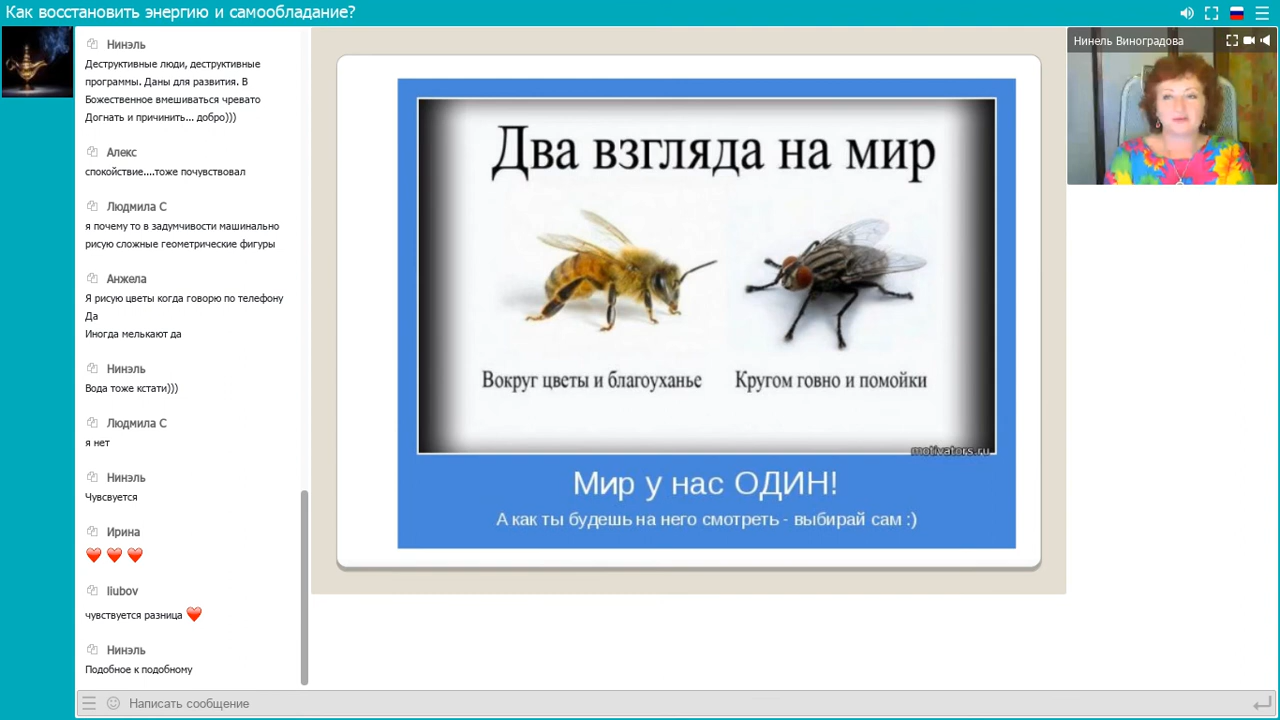 Как восстановить энергию и самообладание?
Нинэль
Деструктивные люди, деструктивные
программы. Даны для развития. В
Божественное вмешиваться чревато
Догнать и причинить... добро)))
Алекс
спокойствие....тоже почувствовал
Людмила С
я почему то в задумчивости машинально
рисую сложные геометрические фигуры
Анжела
Я рисую цветы когда говорю по телефону
Да
Иногда мелькают да
Нинэль
Вода тоже кстати)))
Людмила С
я нет
Нинэль
Чувсвуется
Ирина
liubov
чувствуется разница
Нинэль
Подобное к подобному
Написать сообщение
Два взгляда на мир
Вокруг цветы и благоуханье
Кругом говно и помойки
motivators.ru
Мир у нас ОДИН!
А как ты будешь на него смотреть - выбирай сам :)
Нинель Виноградова